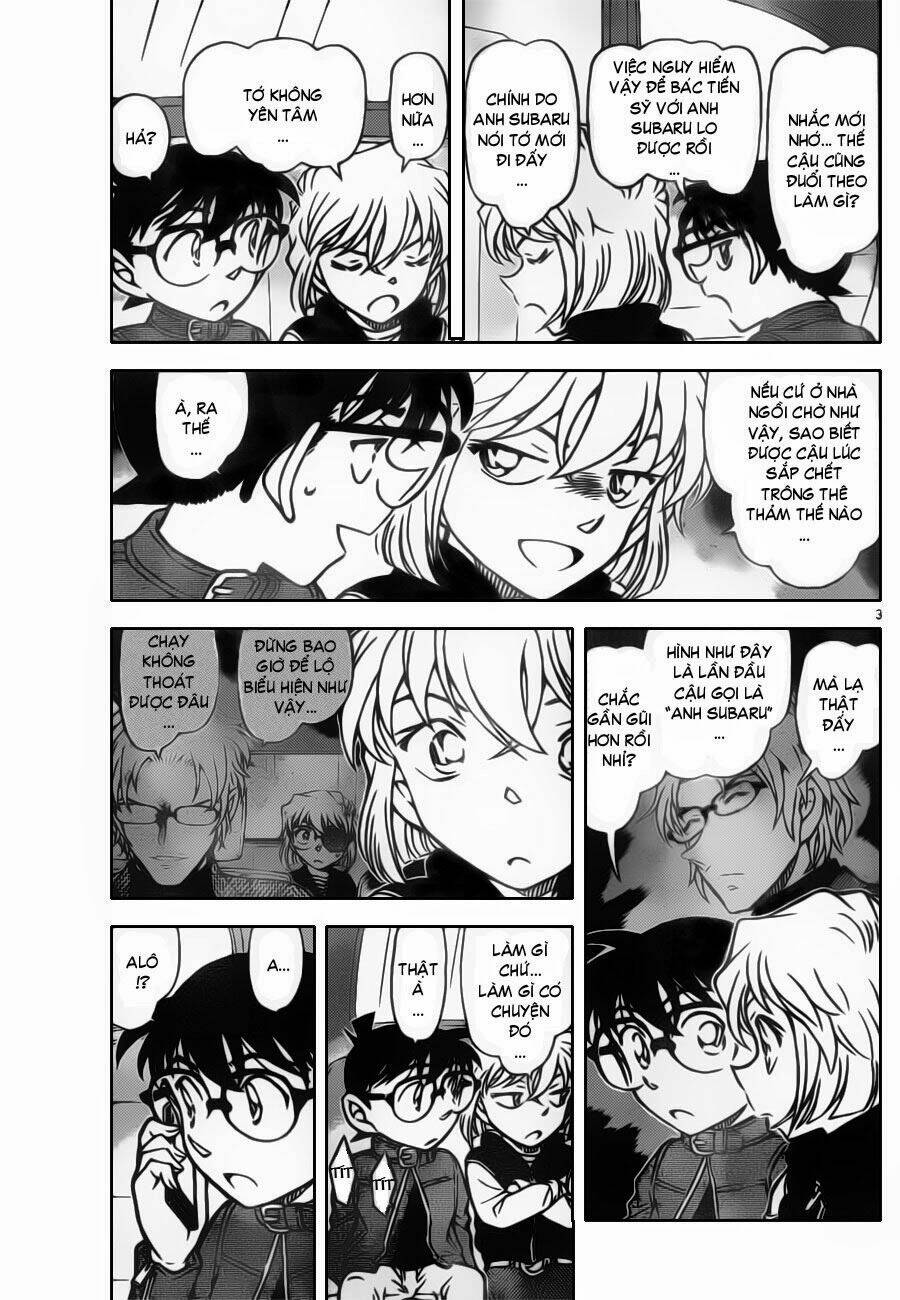 NHẮC MỚI
NHỚ... THẾ
CẬU CŨNG
ĐUỔI THEO
LÀM GÌ?
VIỆC NGUY HIỂM
VẬY ĐỂ BÁC TIẾN
SỸ VỚI ANH
SUBARU LO
ĐƯỢC RỒI
...
CHÍNH DO
ANH SUBARU
NÓI TỚ MỚI
ĐI ĐẤY
...
HƠN
NỮA
...
TỚ KHÔNG
YÊN TÂM
...
HẢ?
NẾU CỨ Ở NHÀ
NGỒI CHỜ NHƯ
VẬY, SAO BIẾT
ĐƯỢC CẬU LÚC
SẮP CHẾT
TRÔNG THÊ
THẢM THẾ NÀO
...
À, RA
THẾ
...
3
MÀ LẠ
THẬT
ĐẤY
...
HÌNH NHƯ ĐÂY
LÀ LẦN ĐẦU
CẬU GỌI LÀ
"ANH SUBARU"
...
CHẮC
GẦN GŨI
HƠN RỒI
NHỈ?
ĐỪNG BAO
GIỜ ĐỂ LỘ
BIỂU HIỆN NHƯ
VẬY...
CHẠY
KHÔNG
THOÁT
ĐƯỢC ĐÂU
...
LÀM GÌ
CHỨ...
LÀM GÌ CÓ
CHUYỆN
ĐÓ
...
THẬT
À
...
TÍT
TÍT
A...
ALÔ
!?